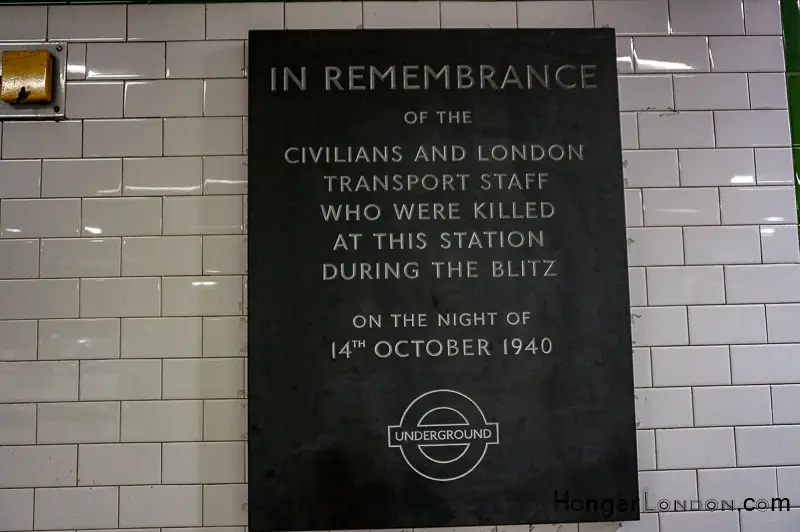 IN REMEMBRANCE
OF THE
CIVILIANS AND LONDON
TRANSPORT STAFF
WHO WERE KILLED
AT THIS STATION
DURING THE BLITZ
ON THE NIGHT OF
14TH OCTOBER 1940
UNDERGROUND
HongerLondon.com